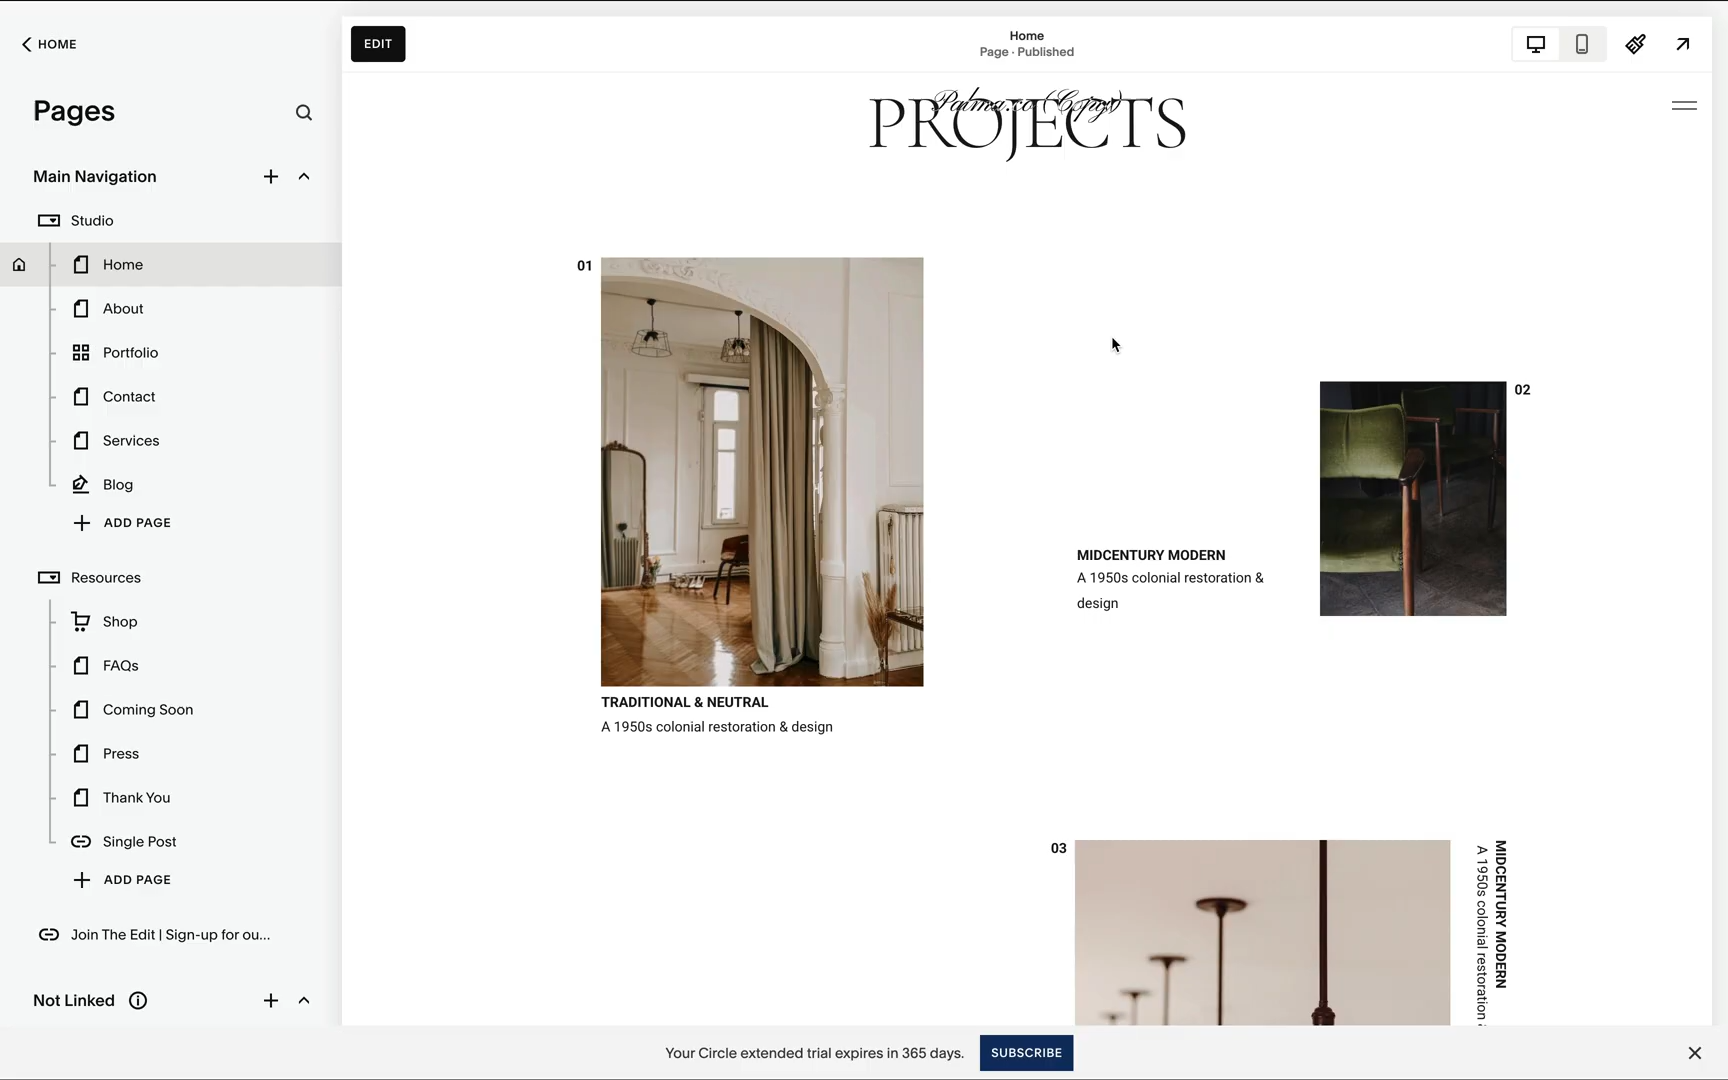 HOME
EDIT
Home
Page · Published
Pages
Palma.co (Copy)
PROJECTS
Main Navigation
Studio
Home
About
Portfolio
Contact
Services
Blog
ADD PAGE
Resources
Shop
FAQs
Coming Soon
Press
Thank You
Single Post
ADD PAGE
Join The Edit | Sign-up for ou...
Not Linked
01
TRADITIONAL & NEUTRAL
A 1950s colonial restoration & design
02
MIDCENTURY MODERN
A 1950s colonial restoration &
design
03
MIDCENTURY MODERN
A 1950s colonial restoration
Your Circle extended trial expires in 365 days.
SUBSCRIBE